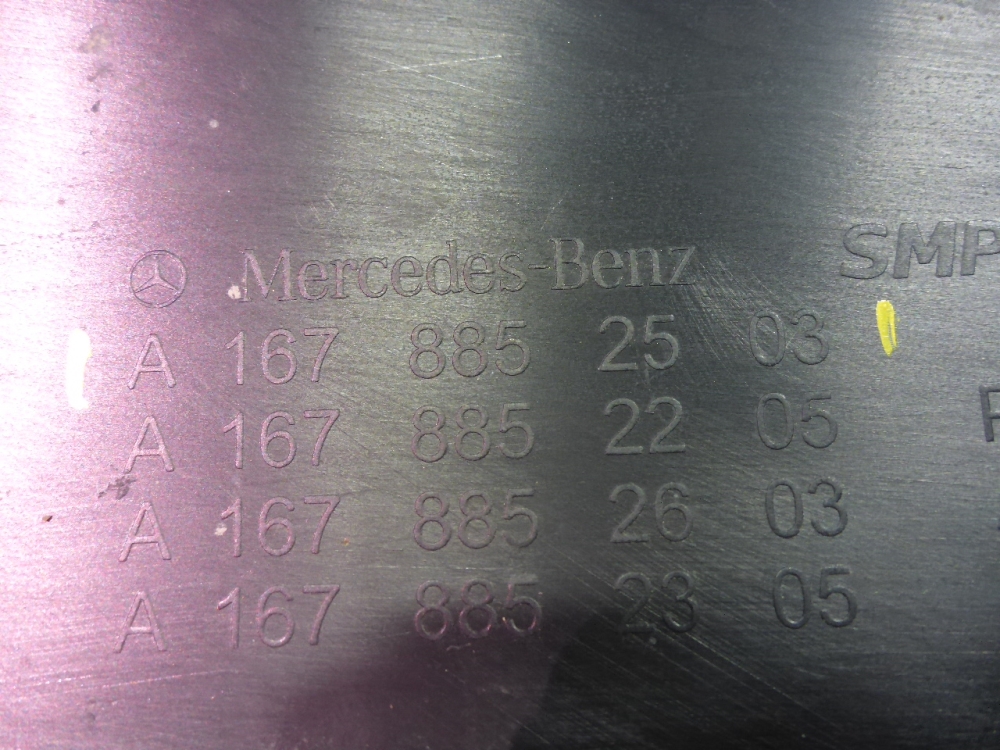 Mercedes-Benz SMP
A 167 885 25 03
A 167 885 22 05
A 167 885 26 03
A 167 885 23 05